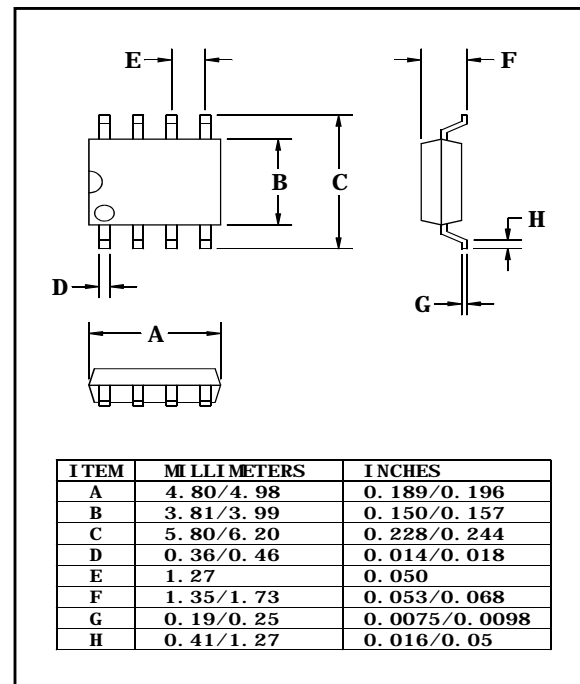 E
F
B
C
H
D
G
A
ITEM MILLIMETERS INCHES
A 4.80/4.98 0.189/0.196
B 3.81/3.99 0.150/0.157
C 5.80/6.20 0.228/0.244
D 0.36/0.46 0.014/0.018
E 1.27 0.050
F 1.35/1.73 0.053/0.068
G 0.19/0.25 0.0075/0.0098
H 0.41/1.27 0.016/0.05